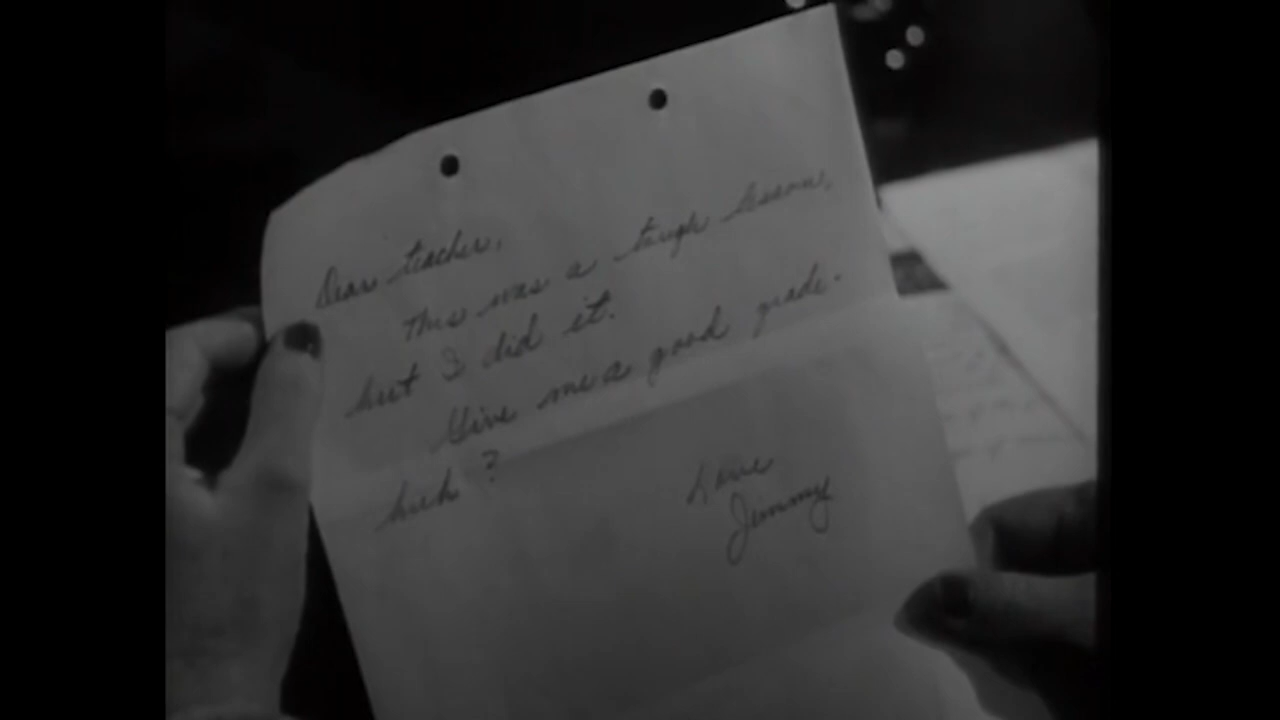 Dear teacher,
This was a tough lesson,
but I did it.
Give me a good grade.
huh?
Love
Jimmy